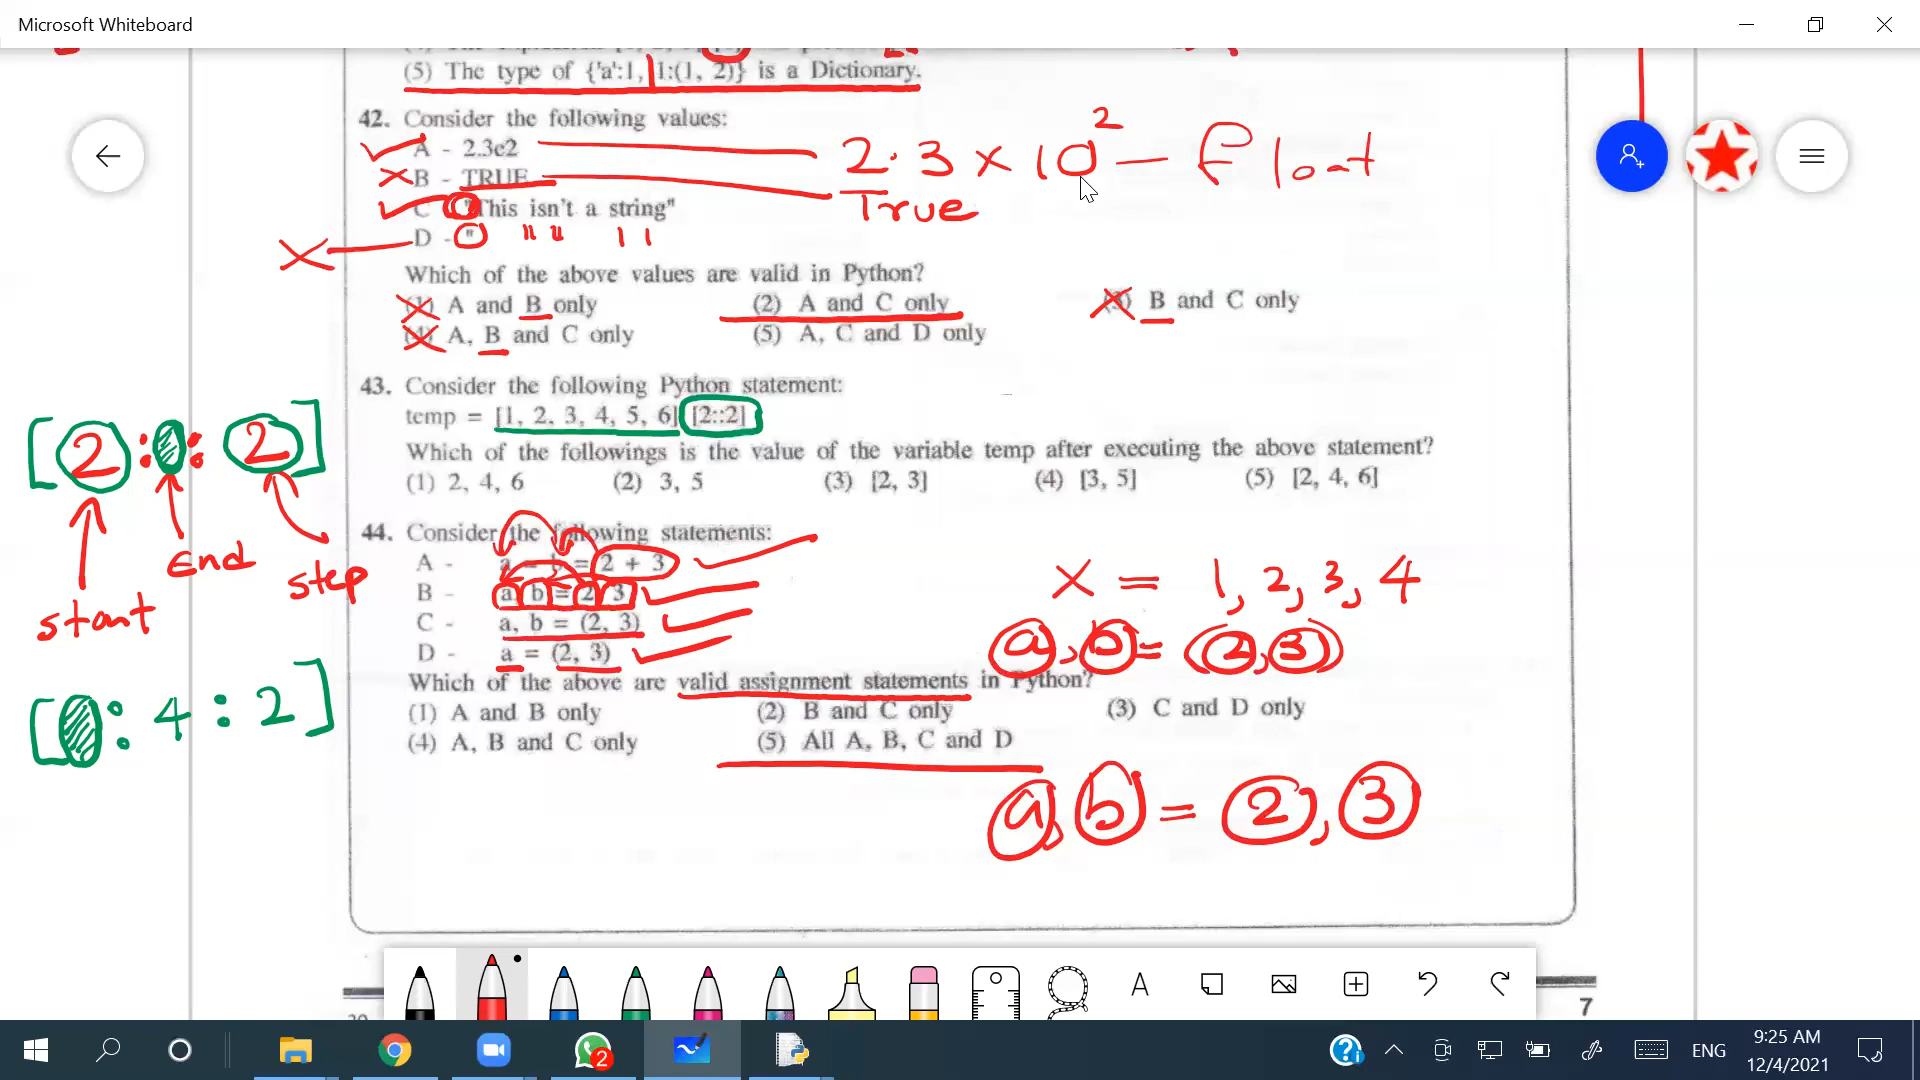 Microsoft Whiteboard
(5) The type of {'a':1, 1:(1, 2)} is a Dictionary.
42. Consider the following values:
A - 2.3e2
2.3 × 10² — Float
B - TRUE
True
C - "This isn't a string"
D - "
Which of the above values are valid in Python?
(1) A and B only (2) A and C only (3) B and C only
(4) A, B and C only (5) A, C and D only
43. Consider the following Python statement:
temp = [1, 2, 3, 4, 5, 6] [2::2]
Which of the followings is the value of the variable temp after executing the above statement?
(1) 2, 4, 6 (2) 3, 5 (3) [2, 3] (4) [3, 5] (5) [2, 4, 6]
[2 : : 2]
start
End
step
[ : 4 : 2]
44. Consider the following statements:
A - a = b = 2 + 3
B - a, b = 2, 3
C - a, b = (2, 3)
D - a = (2, 3)
x = 1, 2, 3, 4
a, b = (2, 3)
Which of the above are valid assignment statements in Python?
(1) A and B only (2) B and C only (3) C and D only
(4) A, B and C only (5) All A, B, C and D
a, b = 2, 3
7
A
2
ENG
9:25 AM
12/4/2021